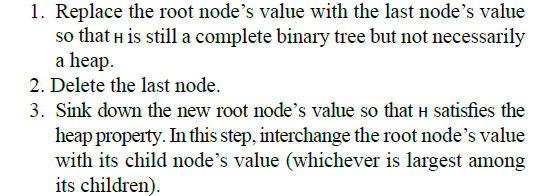 1. Replace the root node’s value with the last node’s value
so that H is still a complete binary tree but not necessarily
a heap.
2. Delete the last node.
3. Sink down the new root node’s value so that H satisfies the
heap property. In this step, interchange the root node’s value
with its child node’s value (whichever is largest among
its children).